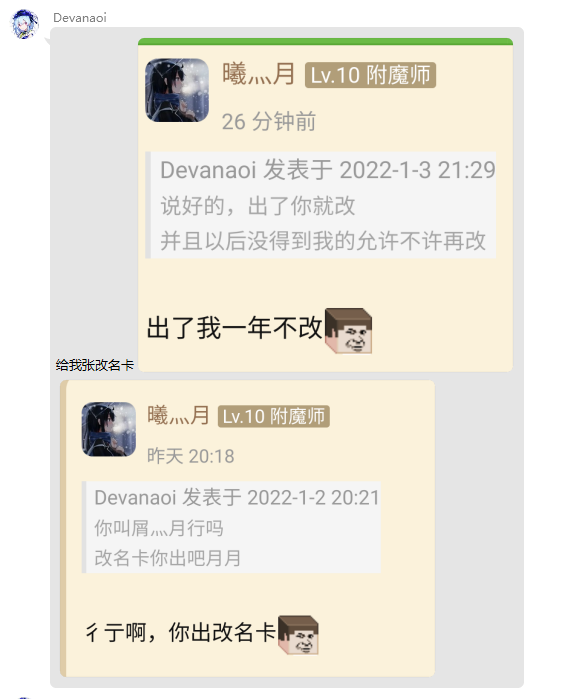 Devanaoi
曦灬月 Lv.10 附魔师
26 分钟前
Devanaoi 发表于 2022-1-3 21:29
说好的，出了你就改
并且以后没得到我的允许不许再改
出了我一年不改
给我张改名卡
曦灬月 Lv.10 附魔师
昨天 20:18
Devanaoi 发表于 2022-1-2 20:21
你叫屑灬月行吗
改名卡你出吧月月
彳亍啊，你出改名卡